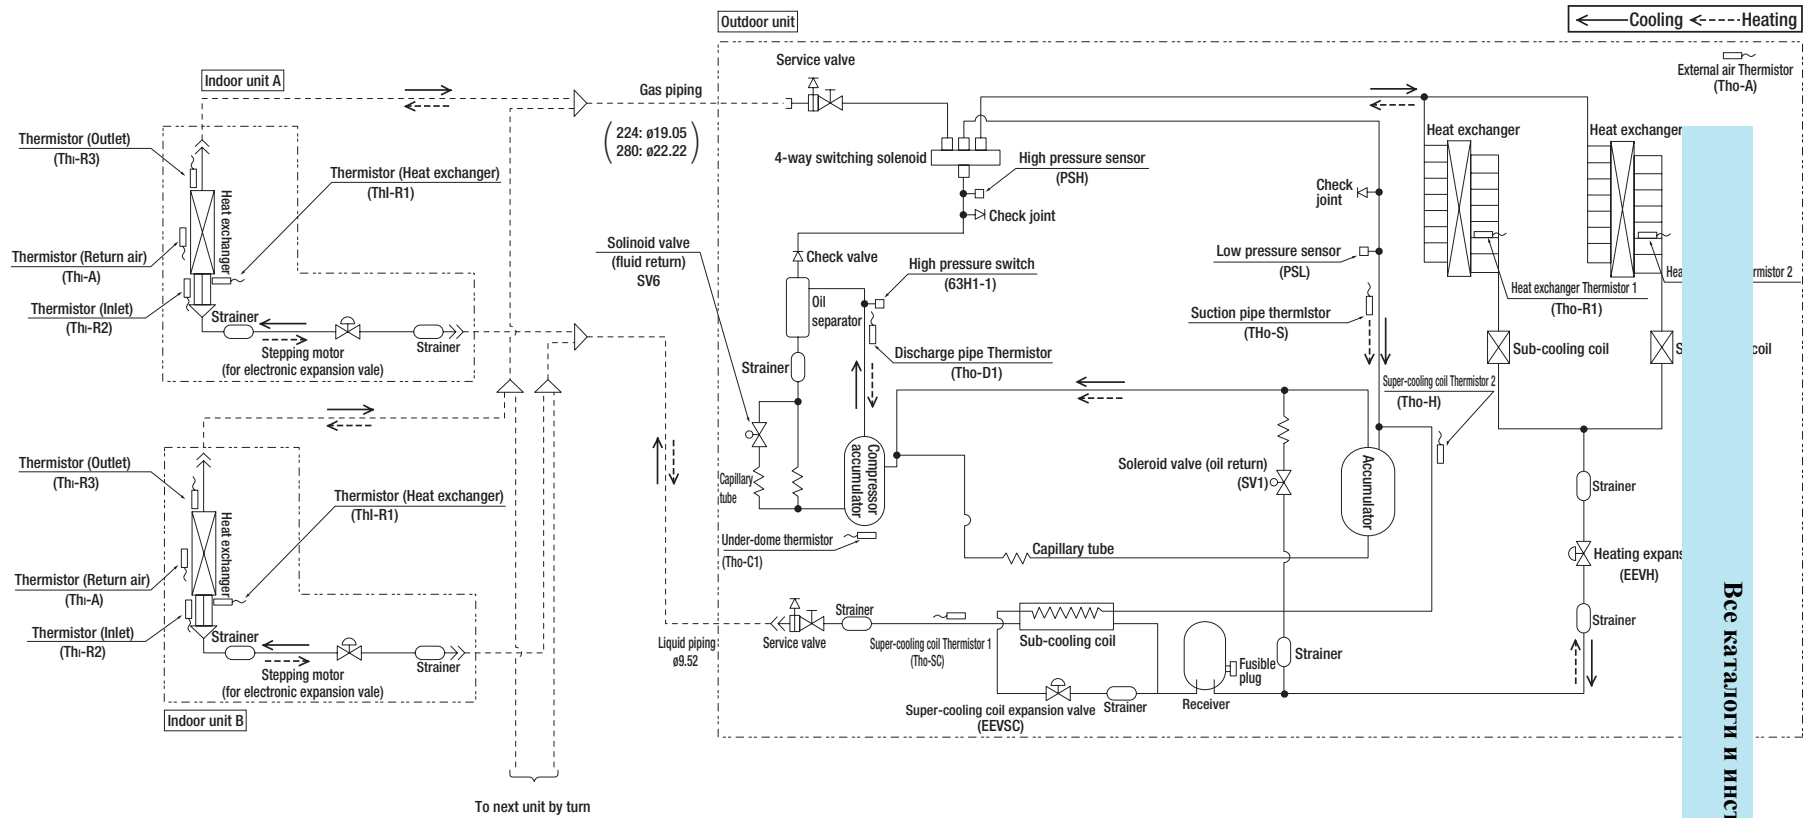 Outdoor unit
Cooling
Heating
External air Thermistor
(Tho-A)
Indoor unit A
Service valve
Gas piping
224: ø19.05
280: ø22.22
4-way switching solenoid
High pressure sensor
(PSH)
Check joint
Heat exchanger
Heat exchanger
Thermistor (Outlet)
(Thı-R3)
Thermistor (Heat exchanger)
(ThI-R1)
Heat exchanger
Thermistor (Return air)
(Thı-A)
Thermistor (Inlet)
(Thı-R2)
Strainer
Stepping motor
(for electronic expansion vale)
Strainer
Solinoid valve
(fluid return)
SV6
Check valve
High pressure switch
(63H1-1)
Oil
separator
Discharge pipe Thermistor
(Tho-D1)
Strainer
Check
joint
Low pressure sensor
(PSL)
Suction pipe thermIstor
(THo-S)
Heat exchanger Thermistor 1
(Tho-R1)
Sub-cooling coil
Super-cooling coil Thermistor 2
(Tho-H)
Thermistor (Outlet)
(Thı-R3)
Thermistor (Heat exchanger)
(ThI-R1)
Heat exchanger
Thermistor (Return air)
(Thı-A)
Thermistor (Inlet)
(Thı-R2)
Strainer
Stepping motor
(for electronic expansion vale)
Strainer
Indoor unit B
To next unit by turn
Capillary
tube
Compressor
accumulator
Under-dome thermistor
(Tho-C1)
Soleroid valve (oil return)
(SV1)
Accumulator
Capillary tube
Strainer
Heating
(EEVH)
Strainer
Liquid piping
ø9.52
Service valve
Strainer
Super-cooling coil Thermistor 1
(Tho-SC)
Sub-cooling coil
Super-cooling coil expansion valve
(EEVSC)
Strainer
Receiver
Fusible
plug
Strainer
Все каталоги и инст